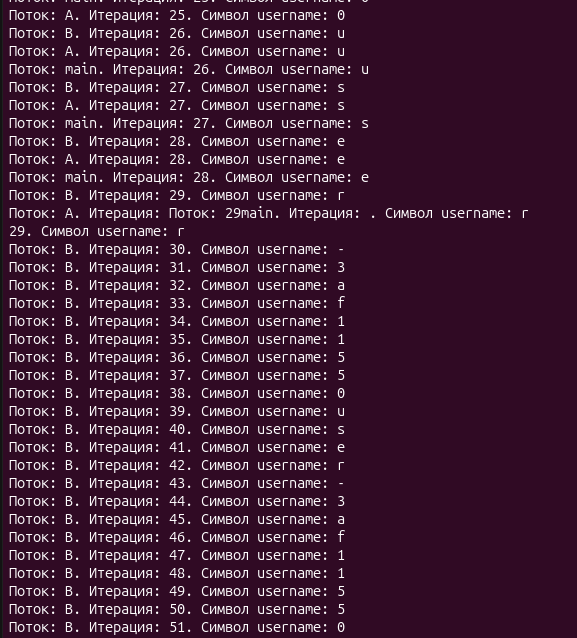 Поток: A. Итерация: 25. Символ username: 0
Поток: B. Итерация: 26. Символ username: u
Поток: A. Итерация: 26. Символ username: u
Поток: main. Итерация: 26. Символ username: u
Поток: B. Итерация: 27. Символ username: s
Поток: A. Итерация: 27. Символ username: s
Поток: main. Итерация: 27. Символ username: s
Поток: B. Итерация: 28. Символ username: e
Поток: A. Итерация: 28. Символ username: e
Поток: main. Итерация: 28. Символ username: e
Поток: B. Итерация: 29. Символ username: r
Поток: A. Итерация: Поток: 29main. Итерация: . Символ username: r
29. Символ username: r
Поток: B. Итерация: 30. Символ username: -
Поток: B. Итерация: 31. Символ username: 3
Поток: B. Итерация: 32. Символ username: a
Поток: B. Итерация: 33. Символ username: f
Поток: B. Итерация: 34. Символ username: 1
Поток: B. Итерация: 35. Символ username: 1
Поток: B. Итерация: 36. Символ username: 5
Поток: B. Итерация: 37. Символ username: 5
Поток: B. Итерация: 38. Символ username: 0
Поток: B. Итерация: 39. Символ username: u
Поток: B. Итерация: 40. Символ username: s
Поток: B. Итерация: 41. Символ username: e
Поток: B. Итерация: 42. Символ username: r
Поток: B. Итерация: 43. Символ username: -
Поток: B. Итерация: 44. Символ username: 3
Поток: B. Итерация: 45. Символ username: a
Поток: B. Итерация: 46. Символ username: f
Поток: B. Итерация: 47. Символ username: 1
Поток: B. Итерация: 48. Символ username: 1
Поток: B. Итерация: 49. Символ username: 5
Поток: B. Итерация: 50. Символ username: 5
Поток: B. Итерация: 51. Символ username: 0